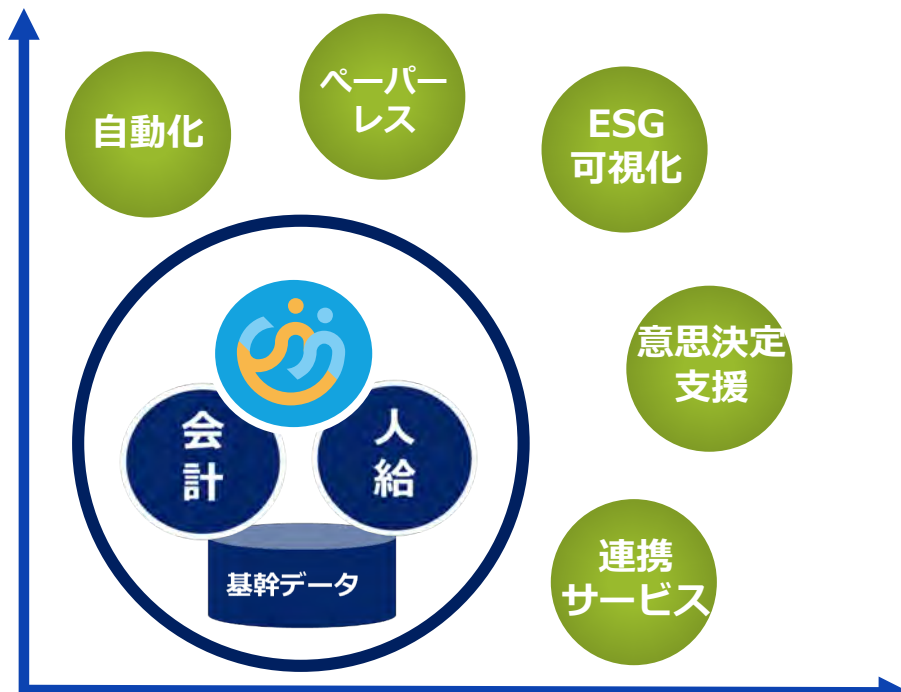 自動化
ペーパー
レス
ESG
可視化
意思決定
支援
連携
サービス
会
計
人
給
基幹データ